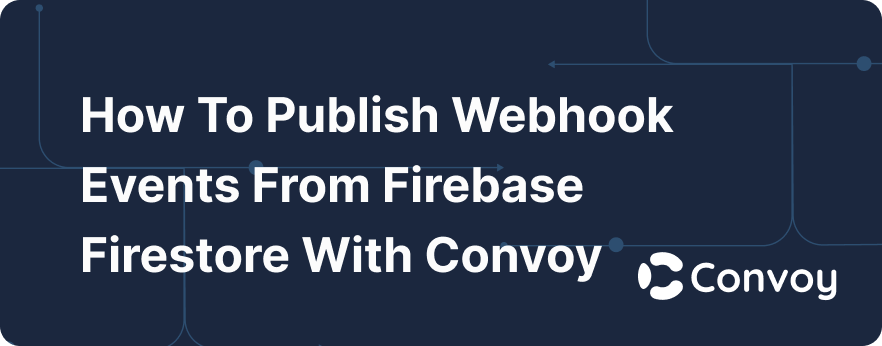 How To Publish Webhook
Events From Firebase
Firestore With Convoy
Convoy